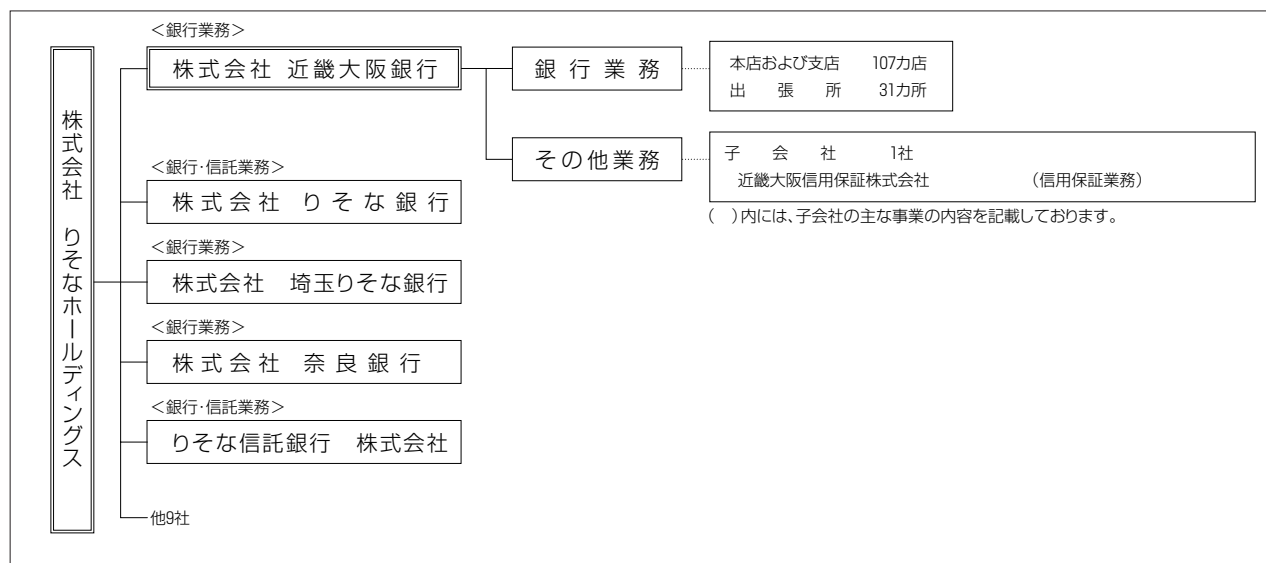 株式会社 りそなホールディングス
<銀行業務>
株式会社 近畿大阪銀行
銀行業務
本店および支店 107カ店
出張所 31カ所
その他業務
子会社 1社
近畿大阪信用保証株式会社 (信用保証業務)
( )内には、子会社の主な事業の内容を記載しております。
<銀行・信託業務>
株式会社 りそな銀行
<銀行業務>
株式会社 埼玉りそな銀行
<銀行業務>
株式会社 奈良銀行
<銀行・信託業務>
りそな信託銀行 株式会社
他9社